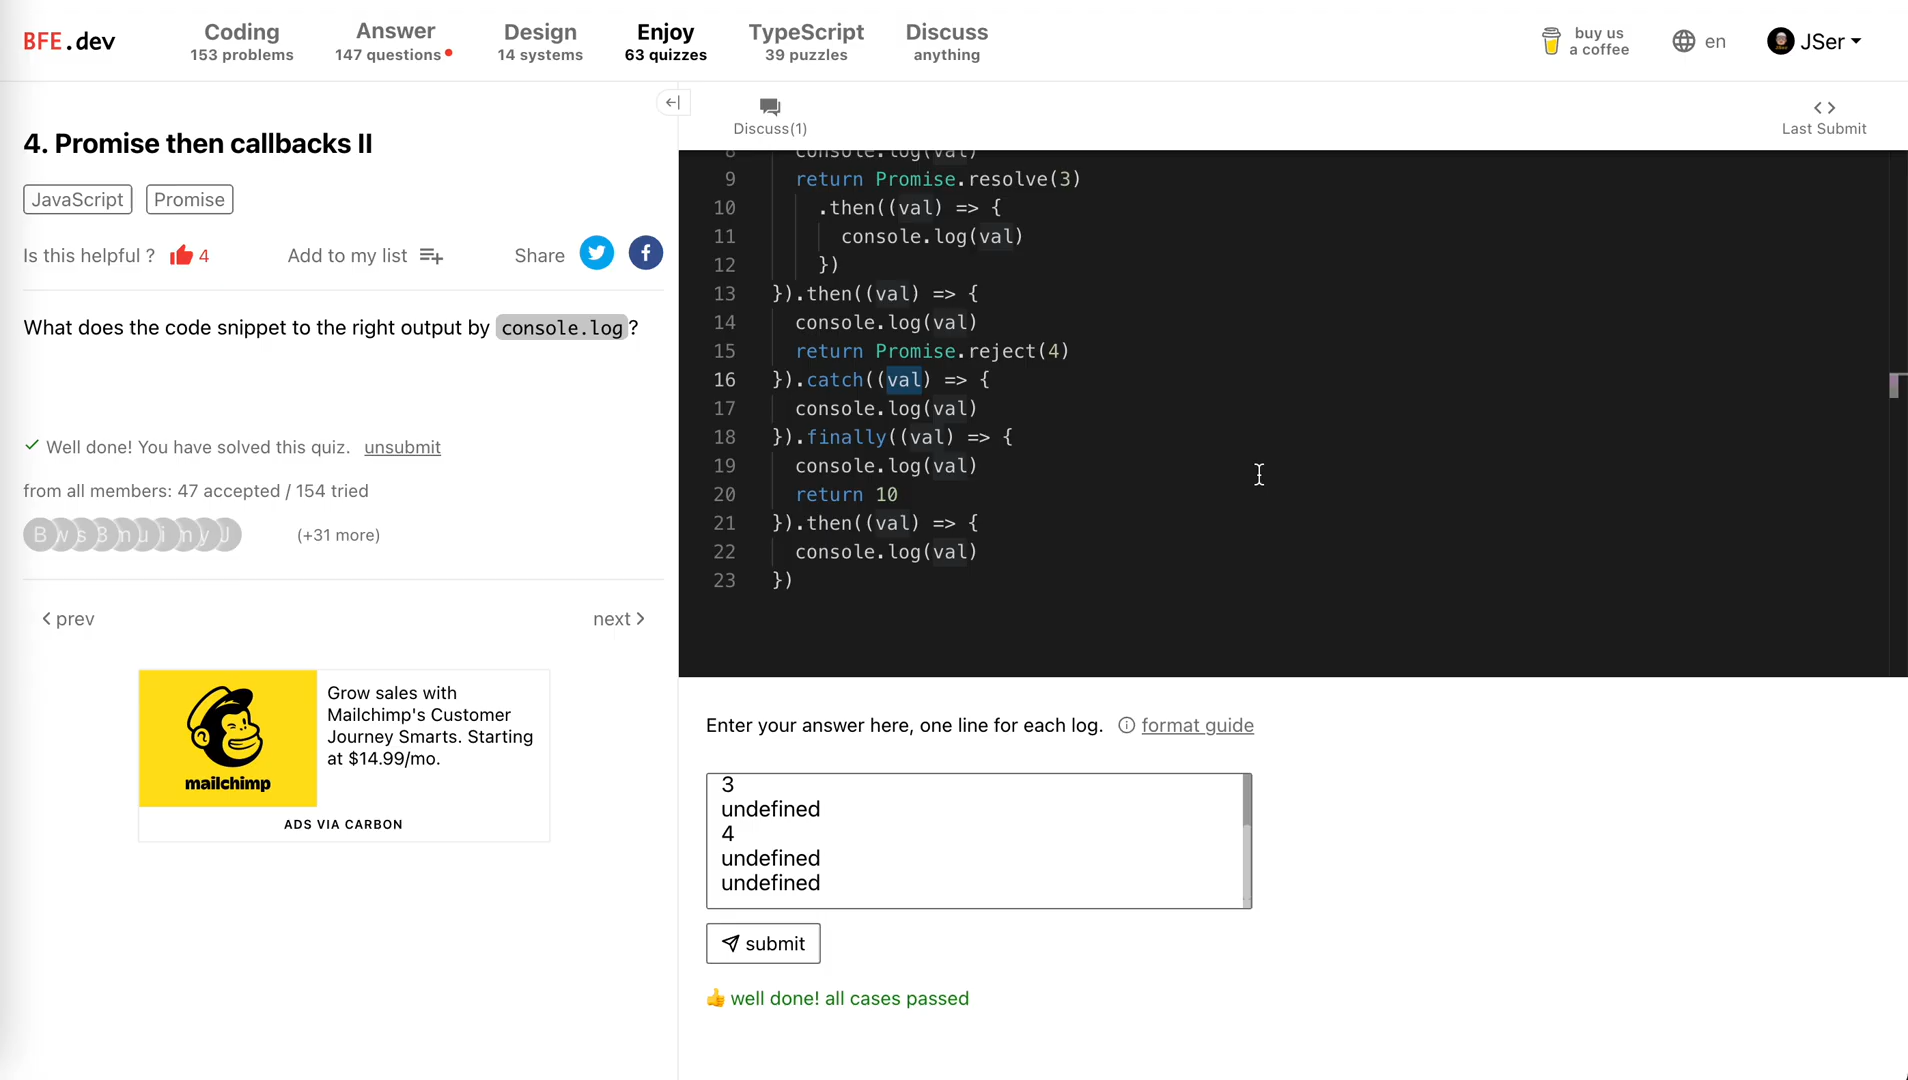 BFE.dev
Coding
153 problems
Answer
147 questions
Design
14 systems
Enjoy
63 quizzes
TypeScript
39 puzzles
Discuss
anything
buy us
a coffee
en
JSer
4. Promise then callbacks II
JavaScript
Promise
Is this helpful ?
4
Add to my list
Share
What does the code snippet to the right output by console.log?
Well done! You have solved this quiz. unsubmit
from all members: 47 accepted / 154 tried
(+31 more)
prev
next
mailchimp
Grow sales with
Mailchimp's Customer
Journey Smarts. Starting
at $14.99/mo.
ADS VIA CARBON
Discuss(1)
Last Submit
8 console.log(val)
9 return Promise.resolve(3)
10 .then((val) => {
11 console.log(val)
12 })
13 }).then((val) => {
14 console.log(val)
15 return Promise.reject(4)
16 }).catch((val) => {
17 console.log(val)
18 }).finally((val) => {
19 console.log(val)
20 return 10
21 }).then((val) => {
22 console.log(val)
23 })
Enter your answer here, one line for each log.
format guide
3
undefined
4
undefined
undefined
submit
well done! all cases passed